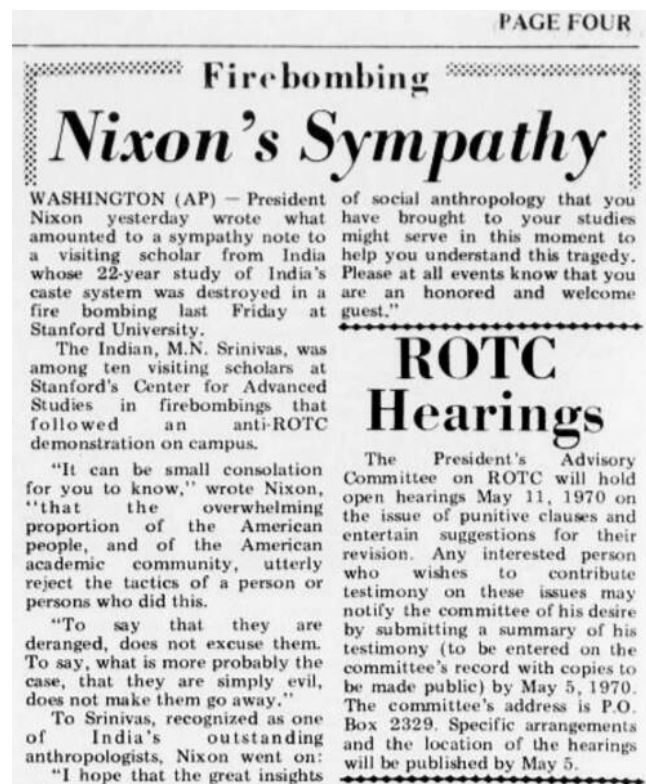 PAGE FOUR
Firebombing
Nixon's Sympathy
WASHINGTON (AP) — President
Nixon yesterday wrote what
amounted to a sympathy note to
a visiting scholar from India
whose 22-year study of India's
caste system was destroyed in a
fire bombing last Friday at
Stanford University.
The Indian, M.N. Srinivas, was
among ten visiting scholars at
Stanford's Center for Advanced
Studies in firebombings that
followed an anti-ROTC
demonstration on campus.
"It can be small consolation
for you to know," wrote Nixon,
"that the overwhelming
proportion of the American
people, and of the American
academic community, utterly
reject the tactics of a person or
persons who did this.
"To say that they are
deranged, does not excuse them.
To say, what is more probably the
case, that they are simply evil,
does not make them go away."
To Srinivas, recognized as one
of India's outstanding
anthropologists, Nixon went on:
"I hope that the great insights
of social anthropology that you
have brought to your studies
might serve in this moment to
help you understand this tragedy.
Please at all events know that you
are an honored and welcome
guest."
ROTC
Hearings
The President's Advisory
Committee on ROTC will hold
open hearings May 11, 1970 on
the issue of punitive clauses and
entertain suggestions for their
revision. Any interested person
who wishes to contribute
testimony on these issues may
notify the committee of his desire
by submitting a summary of his
testimony (to be entered on the
committee's record with copies to
be made public) by May 5, 1970.
The committee's address is P.O.
Box 2329. Specific arrangements
and the location of the hearings
will be published by May 5.